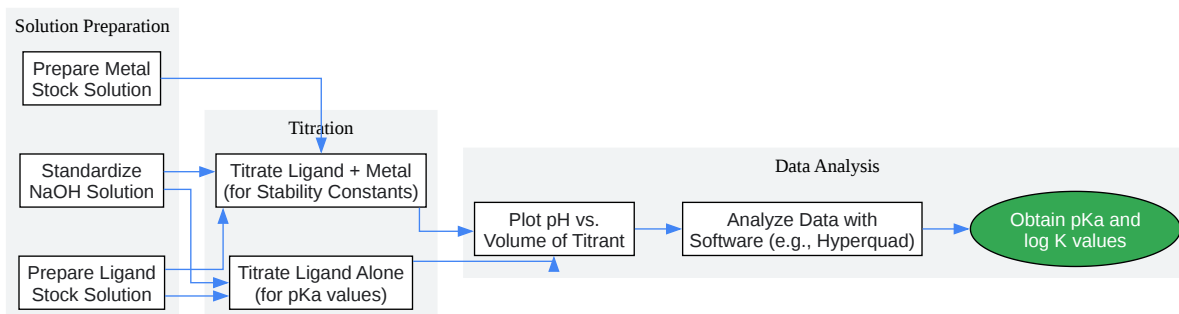 Solution Preparation
Prepare Metal
Stock Solution
Standardize
NaOH Solution
Prepare Ligand
Stock Solution
Titration
Titrate Ligand + Metal
(for Stability Constants)
Titrate Ligand Alone
(for pKa values)
Data Analysis
Plot pH vs.
Volume of Titrant
Analyze Data with
Software (e.g., Hyperquad)
Obtain pKa and
log K values